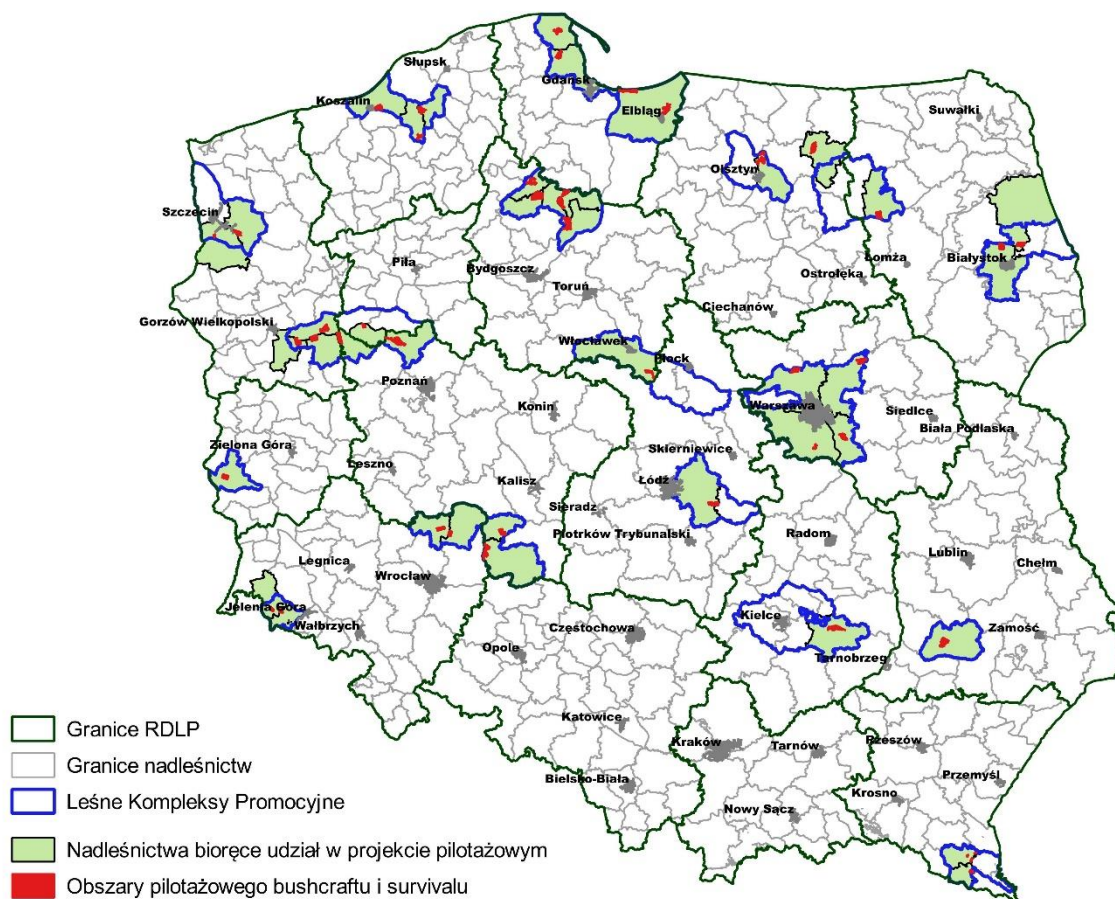 Słupsk
Gdańsk
Koszalin
Suwałki
Elbląg
Olsztyn
Szczecin
Łomża
Białystok
Piła
Bydgoszcz
Ostrołęka
Toruń
Ciechanów
Gorzów Wielkopolski
Włocławek
Płock
Poznań
Warszawa
Konin
Siedlce
Biała Podlaska
Zielona Góra
Skierniewice
Leszno
Łódź
Kalisz
Sieradz
Piotrków Trybunalski
Radom
Legnica
Lublin
Chełm
Wrocław
Jelenia Góra
Kielce
Wałbrzych
Częstochowa
Zamość
Opole
Tarnobrzeg
Katowice
Kraków
Tarnów
Rzeszów
Bielsko-Biała
Przemyśl
Krosno
Nowy Sącz
Granice RDLP
Granice nadleśnictw
Leśne Kompleksy Promocyjne
Nadleśnictwa bioręce udział w projekcie pilotażowym
Obszary pilotażowego bushcraftu i survivalu